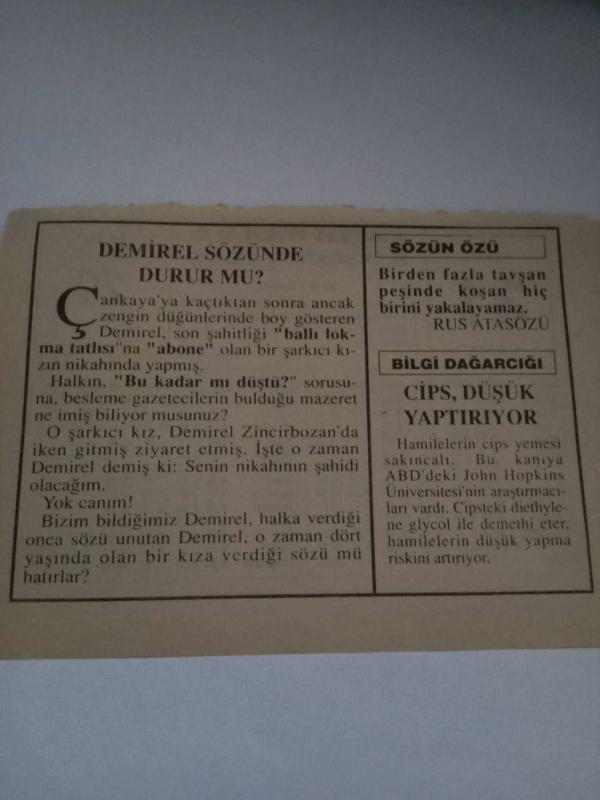 DEMİREL SÖZÜNDE
DURUR MU?
Çankaya'ya kaçtıktan sonra ancak
zengin düğünlerinde boy gösteren
Demirel, son şahitliği "ballı lok-
ma tatlısı"na "abone" olan bir şarkıcı kı-
zın nikahında yapmış.
Halkın, "Bu kadar mı düştü?" sorusu-
na, besleme gazetecilerin bulduğu mazeret
ne imiş biliyor musunuz?
O şarkıcı kız, Demirel Zincirbozan'da
iken gitmiş ziyaret etmiş. İşte o zaman
Demirel demiş ki: Senin nikahının şahidi
olacağım.
Yok canım!
Bizim bildiğimiz Demirel, halka verdiği
onca sözü unutan Demirel, o zaman dört
yaşında olan bir kıza verdiği sözü mü
hatırlar?
SÖZÜN ÖZÜ
Birden fazla tavşan
peşinde koşan hiç
birini yakalayamaz.
RUS ATASÖZÜ
BİLGİ DAĞARCIĞI
CİPS, DÜŞÜK
YAPTIRIYOR
Hamilelerin cips yemesi
sakıncalı. Bu kanıya
ABD'deki John Hopkins
Üniversitesi'nin araştırmacı-
ları vardı. Cipsteki diethyle-
ne glycol ile demethi eter,
hamilelerin düşük yapma
riskini artırıyor.